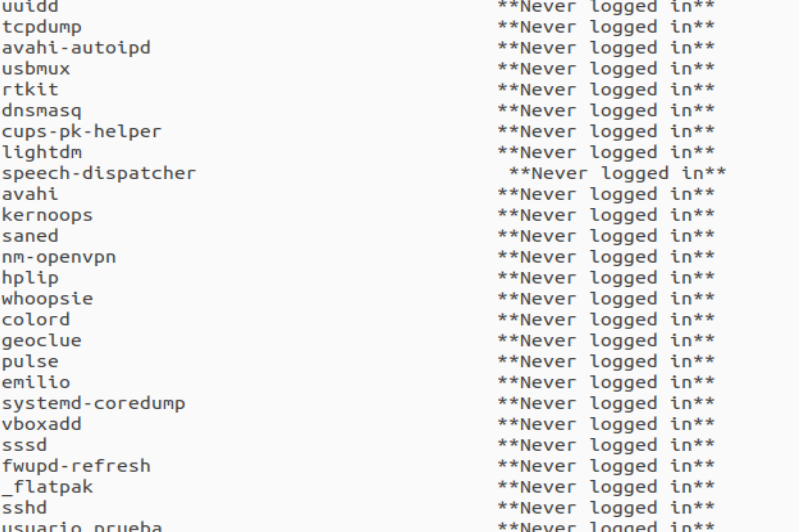 uuidd **Never logged in**
tcpdump **Never logged in**
avahi-autoipd **Never logged in**
usbmux **Never logged in**
rtkit **Never logged in**
dnsmasq **Never logged in**
cups-pk-helper **Never logged in**
lightdm **Never logged in**
speech-dispatcher **Never logged in**
avahi **Never logged in**
kernoops **Never logged in**
saned **Never logged in**
nm-openvpn **Never logged in**
hplip **Never logged in**
whoopsie **Never logged in**
colord **Never logged in**
geoclue **Never logged in**
pulse **Never logged in**
emilio **Never logged in**
systemd-coredump **Never logged in**
vboxadd **Never logged in**
sssd **Never logged in**
fwupd-refresh **Never logged in**
_flatpak **Never logged in**
sshd **Never logged in**
usuario_prueba **Never logged in**